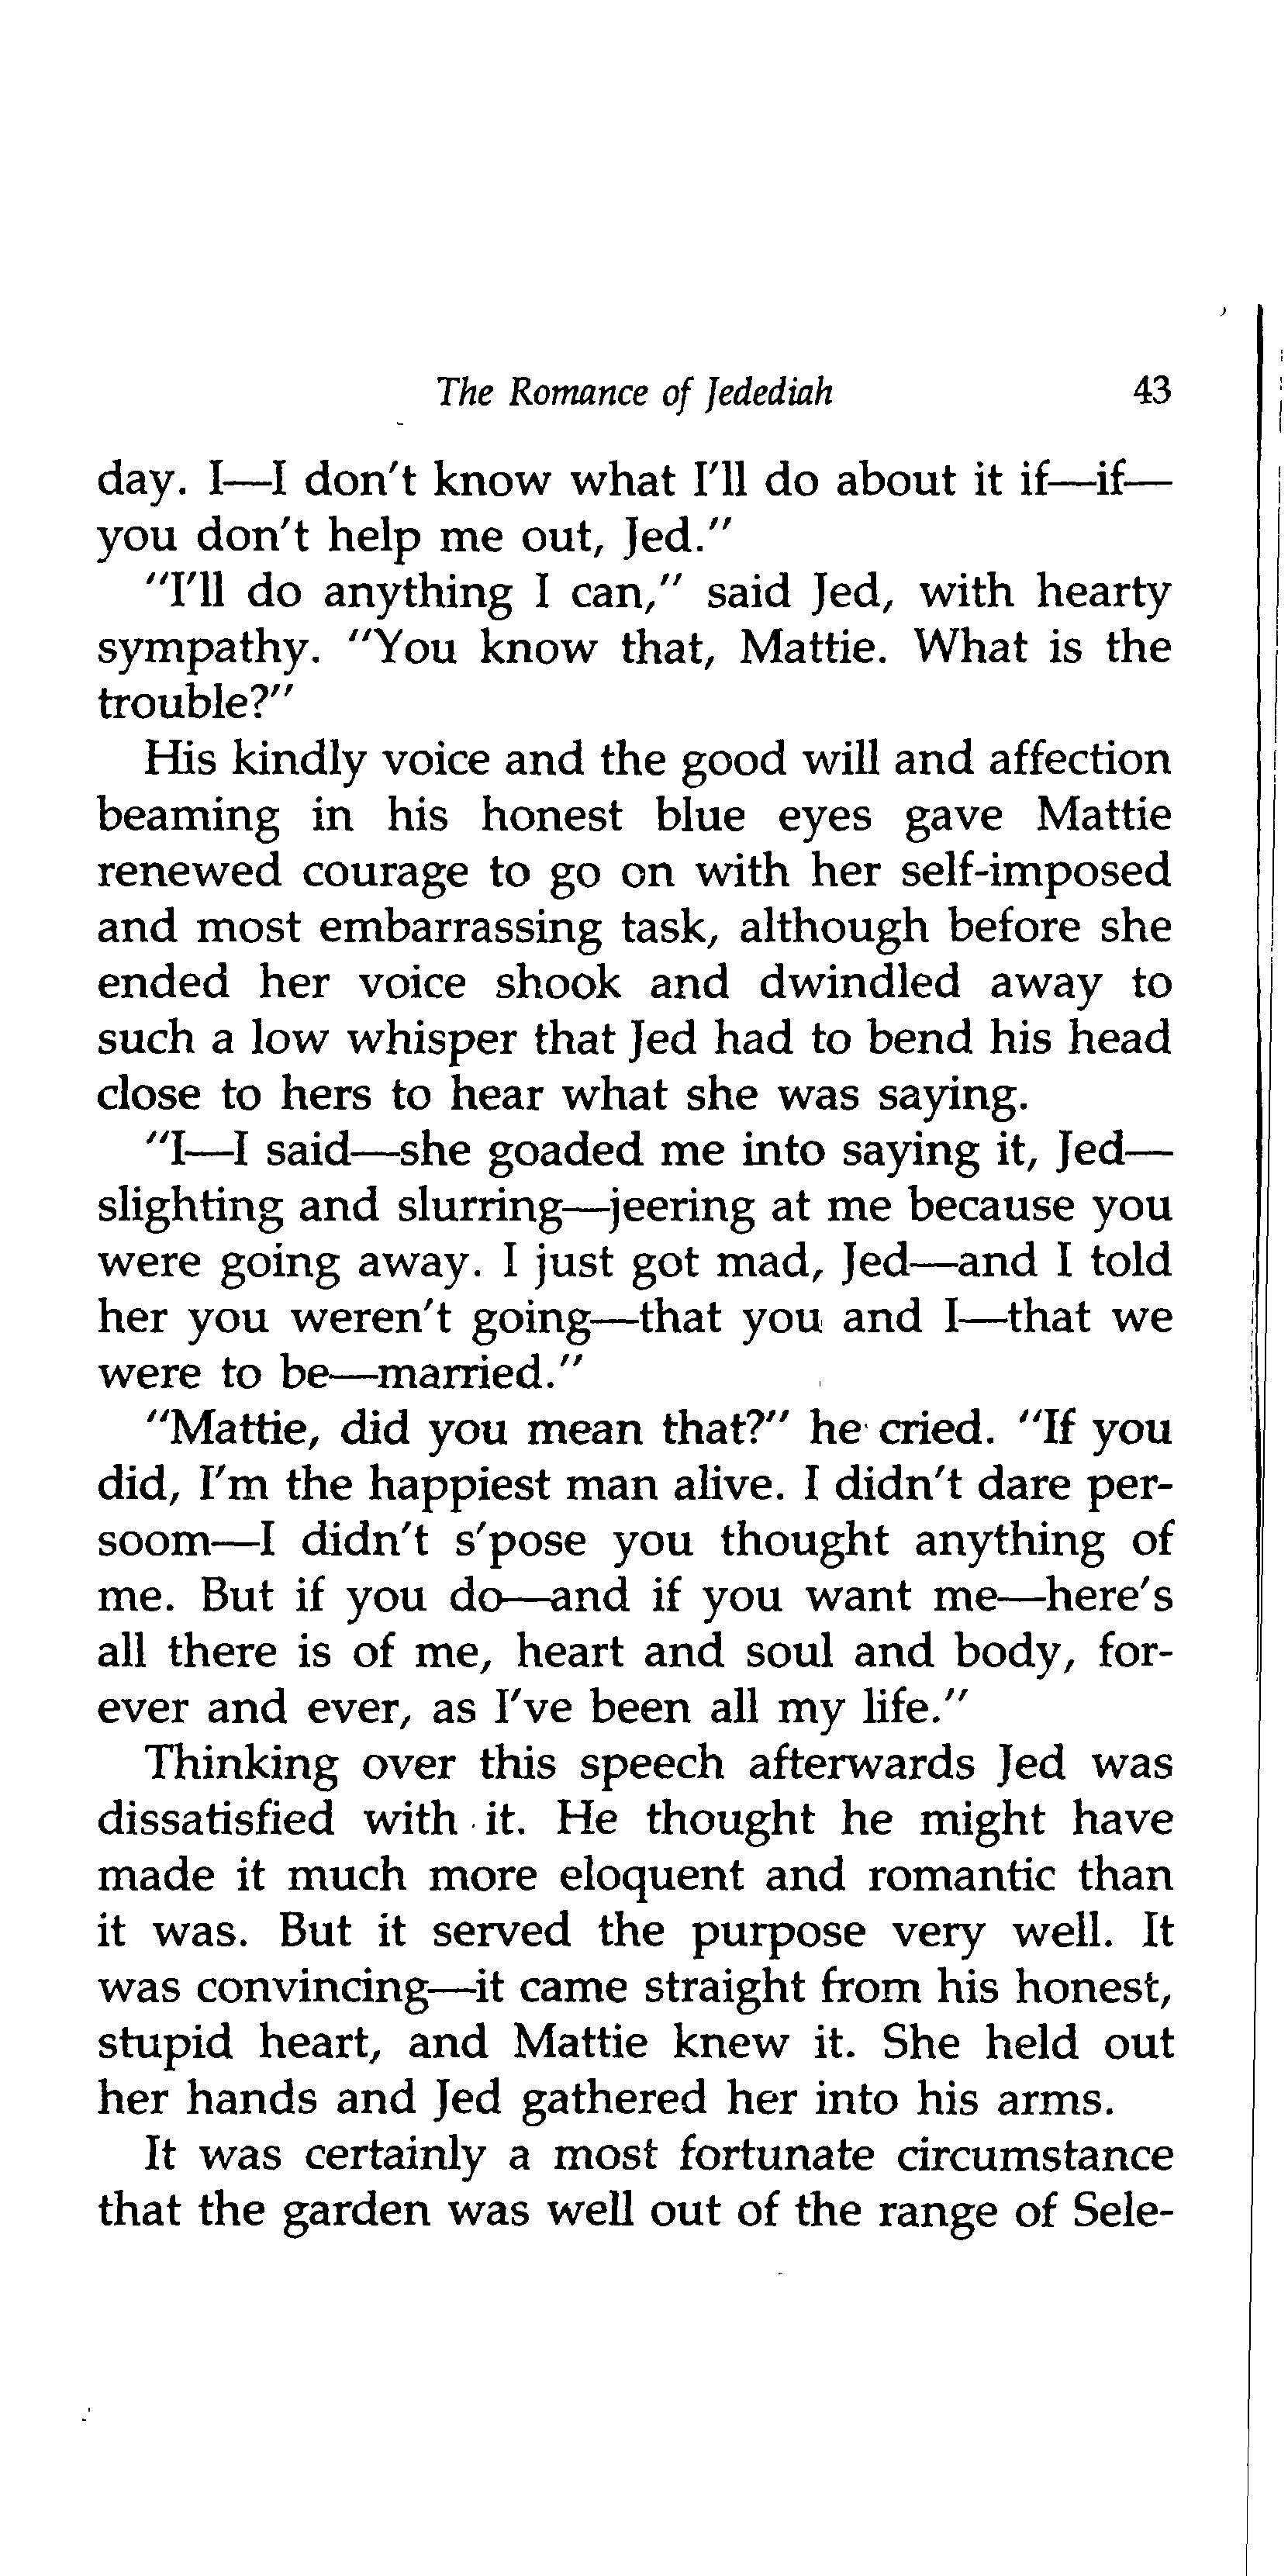 The Romance of Jedediah 43
day. I—I don't know what I'll do about it if—if—
you don't help me out, Jed."
"I'll do anything I can," said Jed, with hearty
sympathy. "You know that, Mattie. What is the
trouble?"
His kindly voice and the good will and affection
beaming in his honest blue eyes gave Mattie
renewed courage to go on with her self-imposed
and most embarrassing task, although before she
ended her voice shook and dwindled away to
such a low whisper that Jed had to bend his head
close to hers to hear what she was saying.
"I—I said—she goaded me into saying it, Jed—
slighting and slurring—jeering at me because you
were going away. I just got mad, Jed—and I told
her you weren't going—that you and I—that we
were to be—married."
"Mattie, did you mean that?" he cried. "If you
did, I'm the happiest man alive. I didn't dare per-
soom—I didn't s'pose you thought anything of
me. But if you do—and if you want me—here's
all there is of me, heart and soul and body, for-
ever and ever, as I've been all my life."
Thinking over this speech afterwards Jed was
dissatisfied with it. He thought he might have
made it much more eloquent and romantic than
it was. But it served the purpose very well. It
was convincing—it came straight from his honest,
stupid heart, and Mattie knew it. She held out
her hands and Jed gathered her into his arms.
It was certainly a most fortunate circumstance
that the garden was well out of the range of Sele-